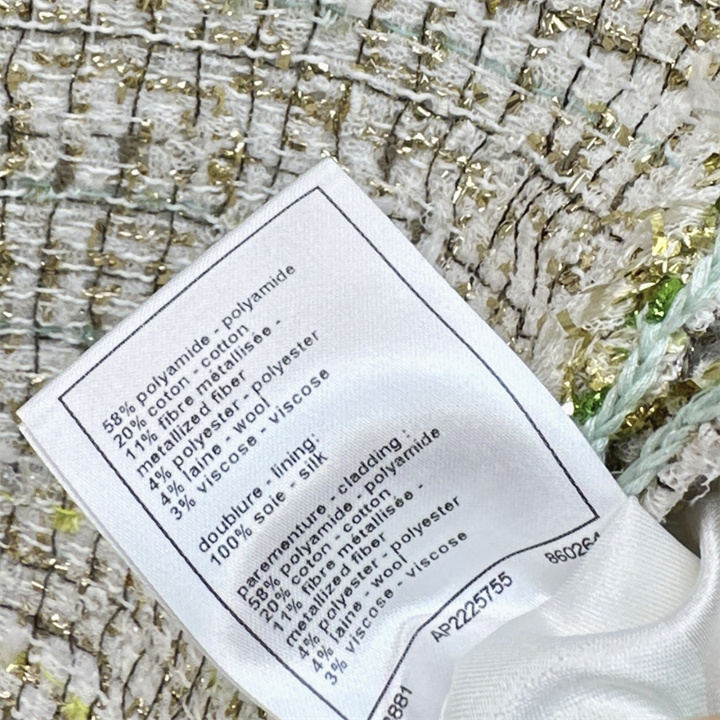 58% polyamide - polyamide
20% coton - cotton
11% fibre métallisée -
metallized fiber
4% polyester - polyester
4% laine - wool
3% viscose - viscose
doublure - lining:
100% soie - silk
parementure - cladding :
58% polyamide - polyamide
20% coton - cotton
11% fibre métallisée -
metallized fiber
4% polyester - polyester
4% laine - wool
3% viscose - viscose
AP2225755